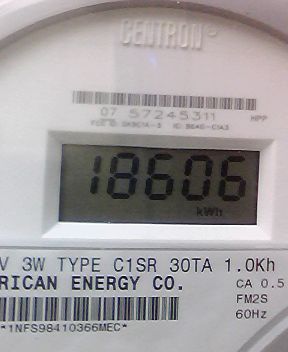 CENTRON®
07 57245311 HPP
18606
kWh
V 3W TYPE C1SR 30TA 1.0Kh
RICAN ENERGY CO. CA 0.5
FM2S
60Hz
*1NFS98410366MEC*